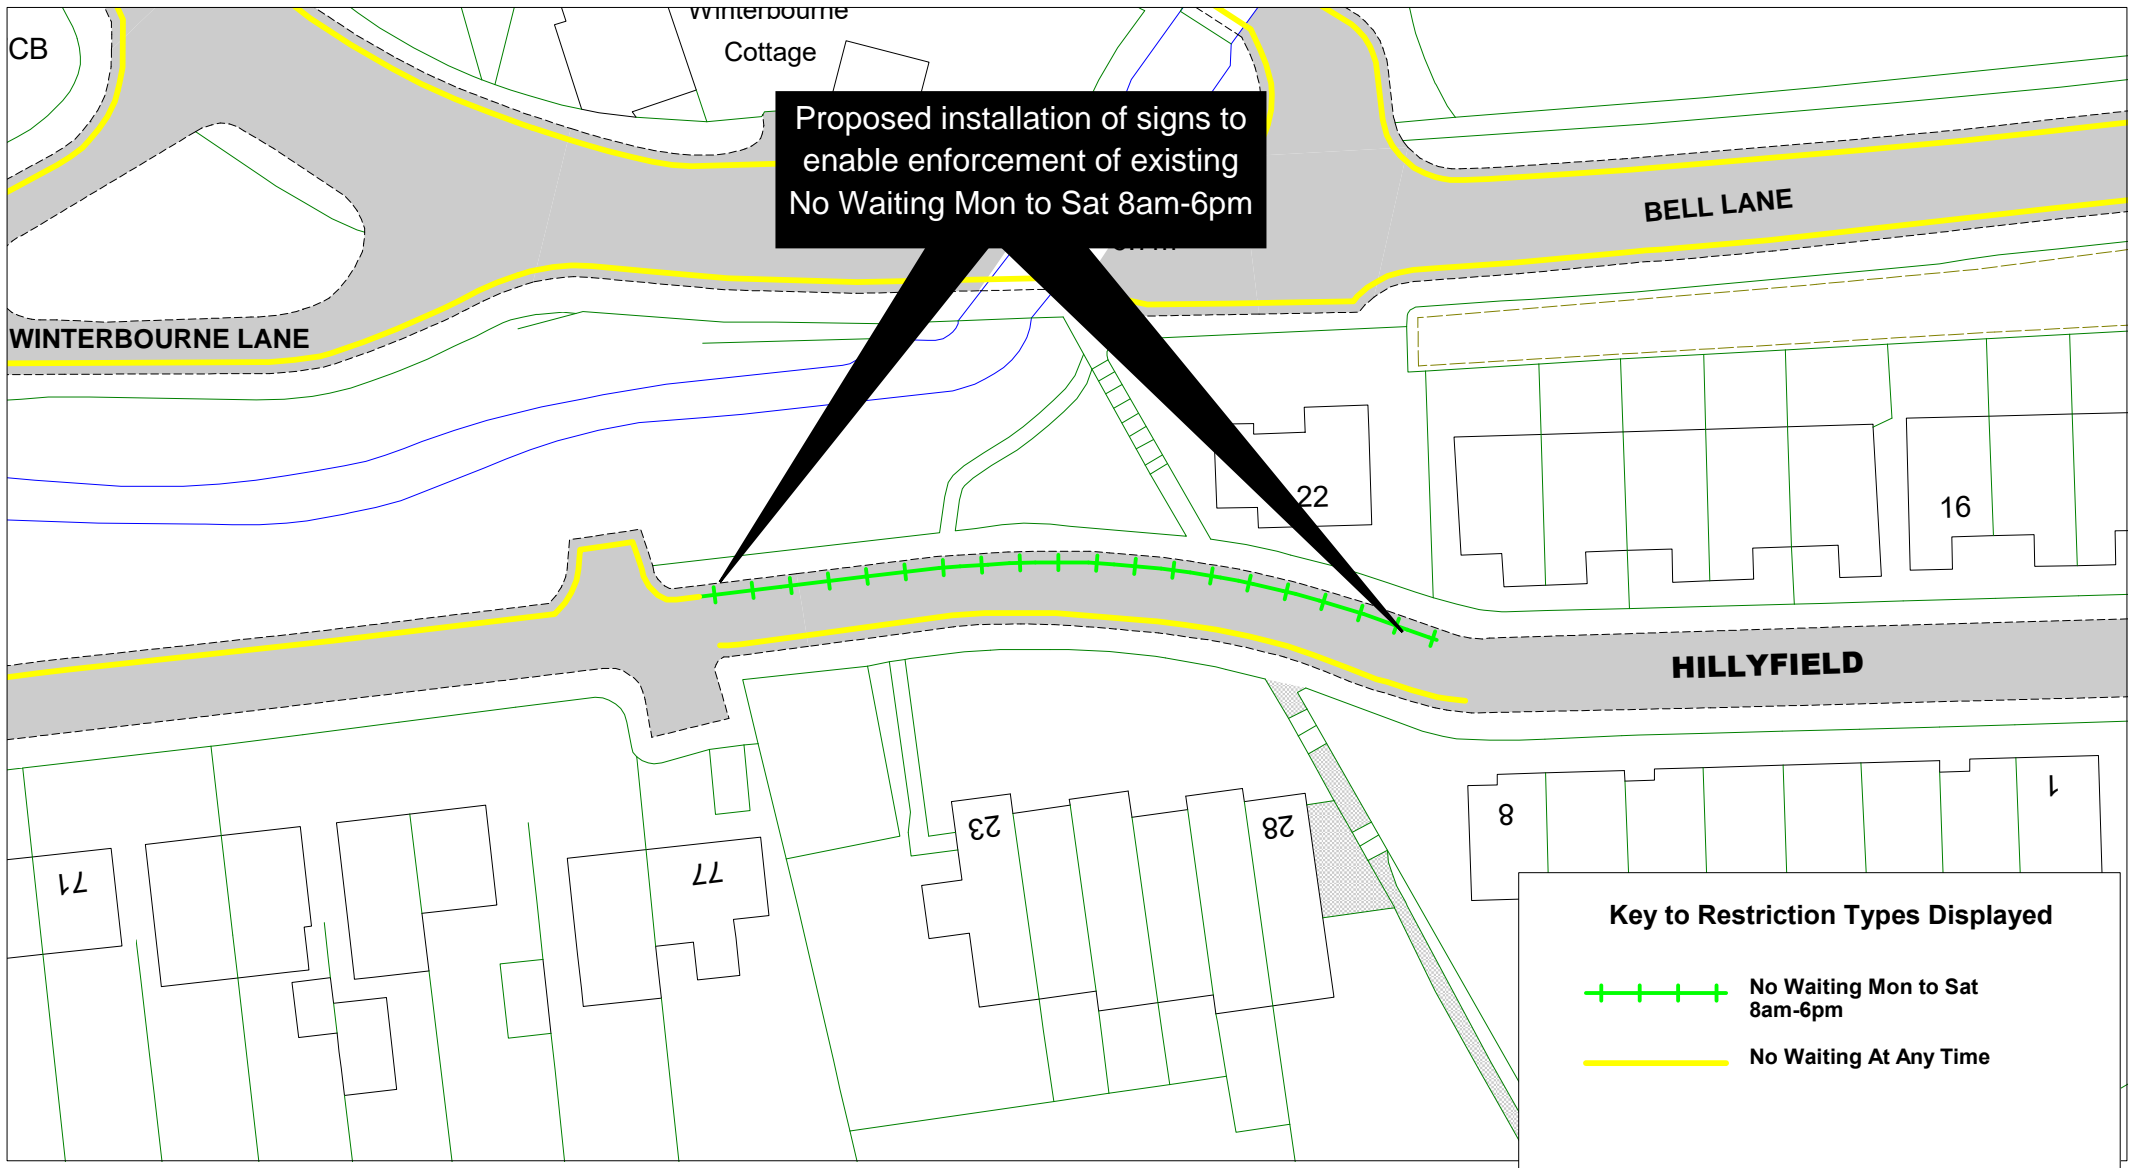 Winterbourne
Cottage
CB
Proposed installation of signs to
enable enforcement of existing
No Waiting Mon to Sat 8am-6pm
BELL LANE
WINTERBOURNE LANE
22
16
HILLYFIELD
1
8
23
28
77
71
Key to Restriction Types Displayed
No Waiting Mon to Sat
8am-6pm
No Waiting At Any Time